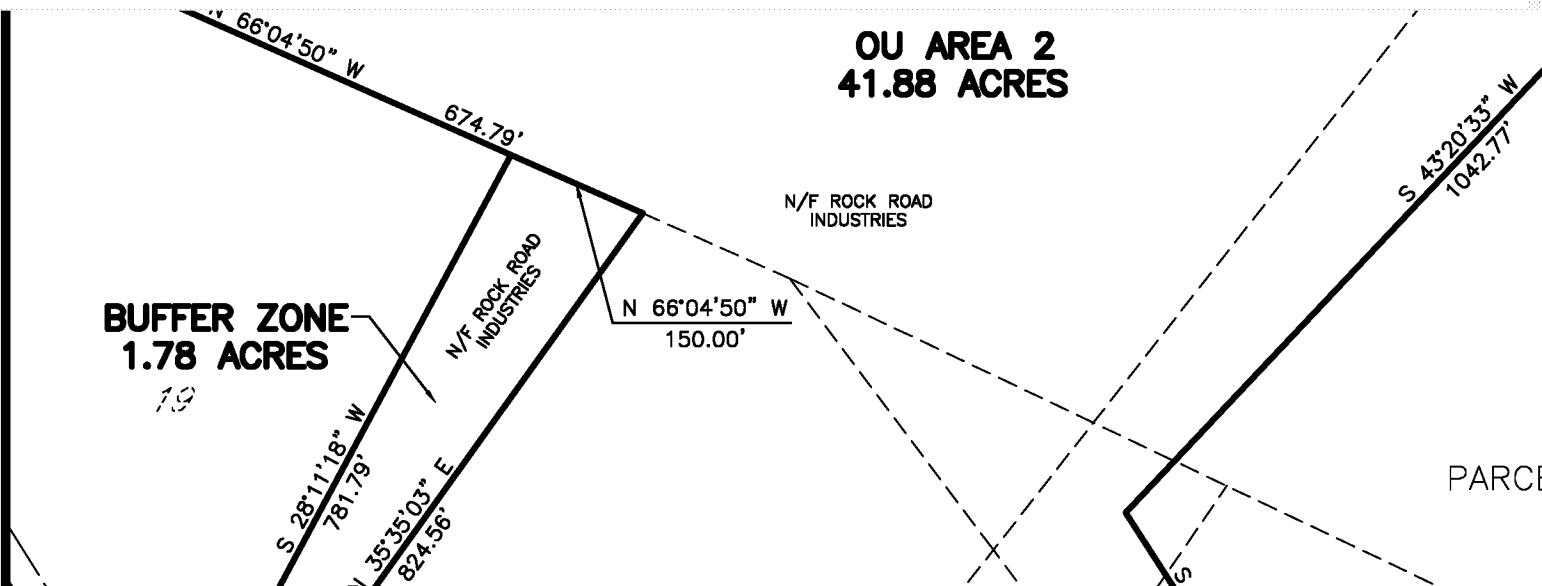 N 66°04'50" W
674.79'
OU AREA 2
41.88 ACRES
S 43°20'33" W
1042.77'
N/F ROCK ROAD
INDUSTRIES
N/F ROCK ROAD
INDUSTRIES
N 66°04'50" W
150.00'
BUFFER ZONE
1.78 ACRES
19
S 28°11'18" W
781.79'
N 35°35'03" E
824.56'
PARCE
S